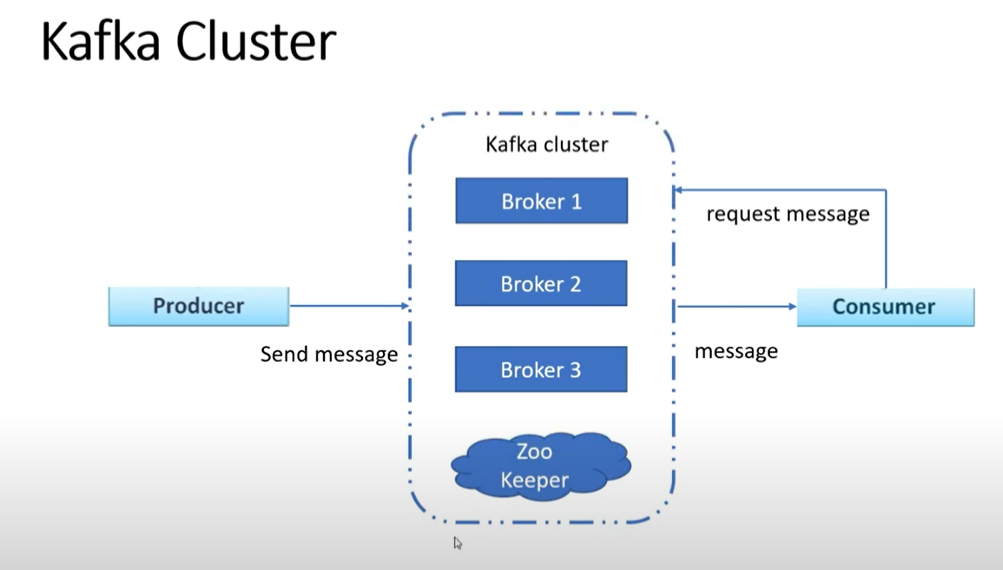 Kafka Cluster
Kafka cluster
Broker 1
request message
Broker 2
Producer
Consumer
Send message
message
Broker 3
Zoo
Keeper